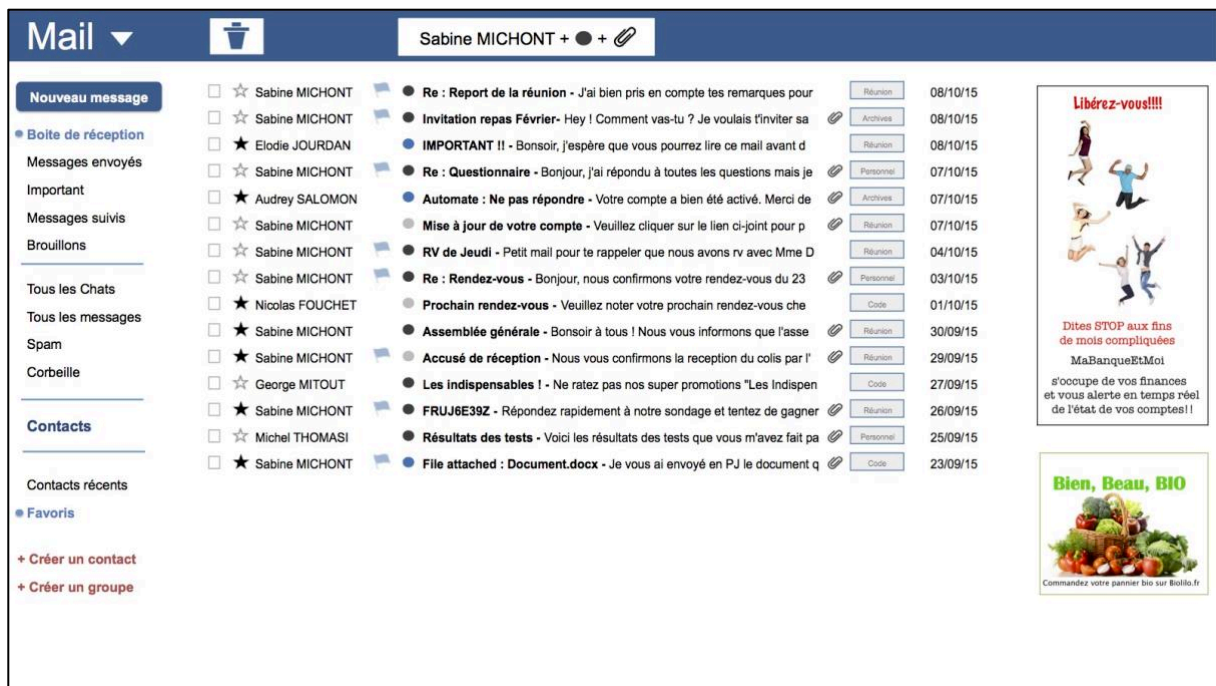 Mail
Sabine MICHONT + +
Nouveau message
Boite de réception
Messages envoyés
Important
Messages suivis
Brouillons
Tous les Chats
Tous les messages
Spam
Corbeille
Contacts
Contacts récents
Favoris
+ Créer un contact
+ Créer un groupe
Sabine MICHONT Re : Report de la réunion - J'ai bien pris en compte tes remarques pour Réunion 08/10/15
Sabine MICHONT Invitation repas Février- Hey ! Comment vas-tu ? Je voulais t'inviter sa Archives 08/10/15
Elodie JOURDAN IMPORTANT !! - Bonsoir, j'espère que vous pourrez lire ce mail avant d Réunion 08/10/15
Sabine MICHONT Re : Questionnaire - Bonjour, j'ai répondu à toutes les questions mais je Personnel 07/10/15
Audrey SALOMON Automate : Ne pas répondre - Votre compte a bien été activé. Merci de Archives 07/10/15
Sabine MICHONT Mise à jour de votre compte - Veuillez cliquer sur le lien ci-joint pour p Réunion 07/10/15
Sabine MICHONT RV de Jeudi - Petit mail pour te rappeler que nous avons rv avec Mme D Réunion 04/10/15
Sabine MICHONT Re : Rendez-vous - Bonjour, nous confirmons votre rendez-vous du 23 Personnel 03/10/15
Nicolas FOUCHET Prochain rendez-vous - Veuillez noter votre prochain rendez-vous che Code 01/10/15
Sabine MICHONT Assemblée générale - Bonsoir à tous ! Nous vous informons que l'asse Réunion 30/09/15
Sabine MICHONT Accusé de réception - Nous vous confirmons la reception du colis par l' Réunion 29/09/15
George MITOUT Les indispensables ! - Ne ratez pas nos super promotions "Les Indispen Code 27/09/15
Sabine MICHONT FRUJ6E39Z - Répondez rapidement à notre sondage et tentez de gagner Réunion 26/09/15
Michel THOMASI Résultats des tests - Voici les résultats des tests que vous m'avez fait pa Personnel 25/09/15
Sabine MICHONT File attached : Document.docx - Je vous ai envoyé en PJ le document q Code 23/09/15
Libérez-vous!!!!
Dites STOP aux fins
de mois compliquées
MaBanqueEtMoi
s'occupe de vos finances
et vous alerte en temps réel
de l'état de vos comptes!!
Bien, Beau, BIO
Commandez votre pannier bio sur Biolilo.fr